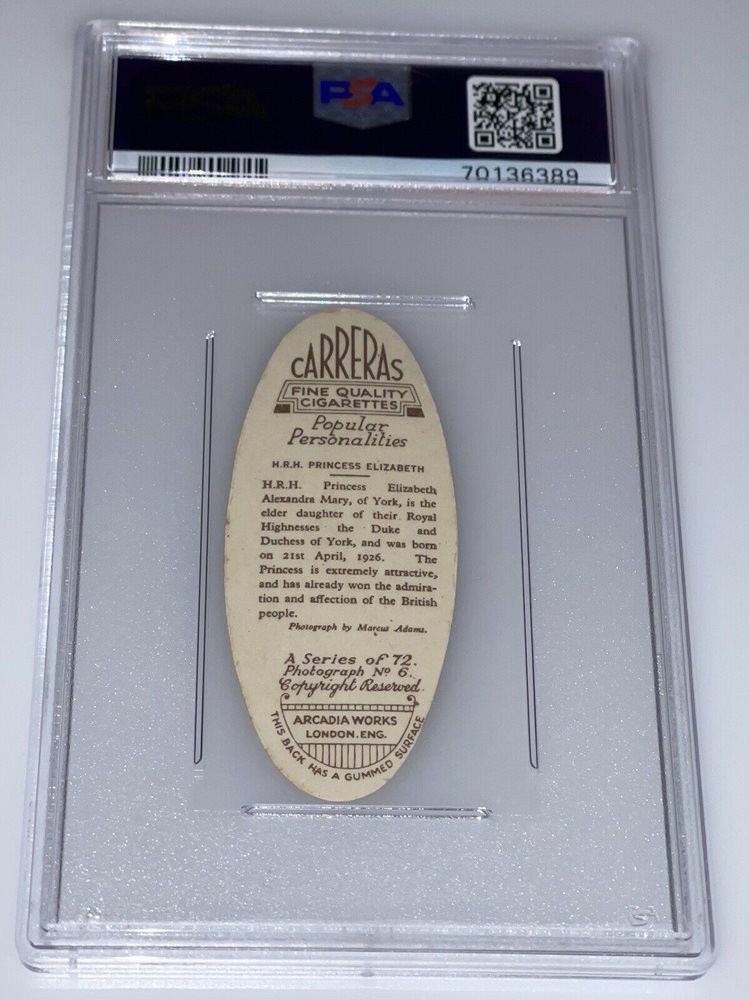 PSA
70136389
CARRERAS
FINE QUALITY
CIGARETTES
Popular
Personalities
H.R.H. PRINCESS ELIZABETH
H.R.H. Princess Elizabeth
Alexandra Mary, of York, is the
elder daughter of their Royal
Highnesses the Duke and
Duchess of York, and was born
on 21st April, 1926. The
Princess is extremely attractive,
and has already won the admira-
tion and affection of the British
people.
Photograph by Marcus Adams.
A Series of 72.
Photograph Nº 6.
Copyright Reserved.
ARCADIA WORKS
LONDON. ENG.
THIS BACK HAS A GUMMED SURFACE